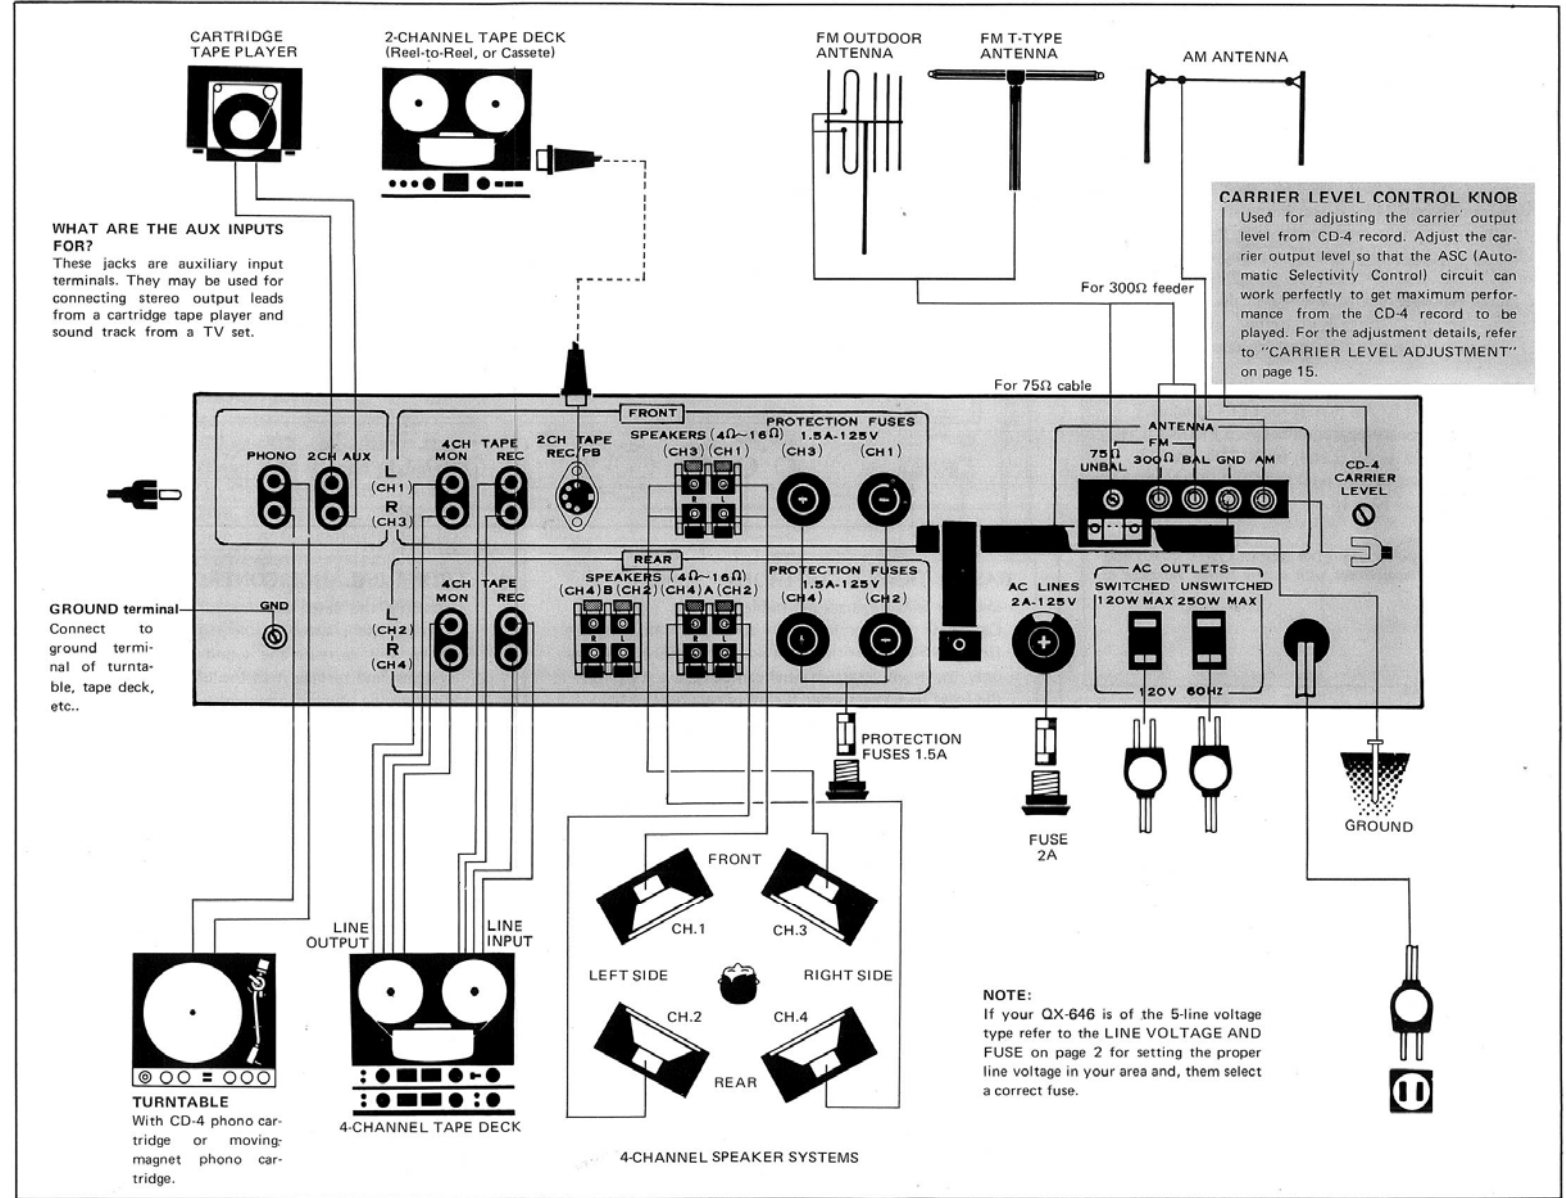 CARTRIDGE
TAPE PLAYER
2-CHANNEL TAPE DECK
(Reel-to-Reel, or Cassete)
FM OUTDOOR
ANTENNA
FM T-TYPE
ANTENNA
AM ANTENNA
WHAT ARE THE AUX INPUTS
FOR?
These jacks are auxiliary input
terminals. They may be used for
connecting stereo output leads
from a cartridge tape player and
sound track from a TV set.
CARRIER LEVEL CONTROL KNOB
Used for adjusting the carrier output
level from CD-4 record. Adjust the car-
rier output level so that the ASC (Auto-
matic Selectivity Control) circuit can
work perfectly to get maximum perfor-
mance from the CD-4 record to be
played. For the adjustment details, refer
to "CARRIER LEVEL ADJUSTMENT"
on page 15.
For 300Ω feeder
For 75Ω cable
PHONO
2CH AUX
L
(CH1)
R
(CH3)
FRONT
4CH TAPE
MON REC
2CH TAPE
REC/PB
SPEAKERS (4Ω~16Ω)
(CH3) (CH1)
R L
PROTECTION FUSES
1.5A-125V
(CH3) (CH1)
ANTENNA
FM
75Ω
UNBAL
300Ω BAL GND AM
CD-4
CARRIER
LEVEL
GND
REAR
4CH TAPE
MON REC
L
(CH2)
R
(CH4)
SPEAKERS (4Ω~16Ω)
(CH4) B (CH2) (CH4) A (CH2)
R L
R L
PROTECTION FUSES
1.5A-125V
(CH4) (CH2)
AC LINES
2A-125V
AC OUTLETS
SWITCHED UNSWITCHED
120W MAX 250W MAX
120V 60HZ
GROUND terminal
Connect to
ground termi-
nal of turnta-
ble, tape deck,
etc..
PROTECTION
FUSES 1.5A
FUSE
2A
GROUND
LINE
OUTPUT
LINE
INPUT
FRONT
CH.1
CH.3
LEFT SIDE
RIGHT SIDE
CH.2
CH.4
REAR
NOTE:
If your QX-646 is of the 5-line voltage
type refer to the LINE VOLTAGE AND
FUSE on page 2 for setting the proper
line voltage in your area and, them select
a correct fuse.
TURNTABLE
With CD-4 phono car-
tridge or moving-
magnet phono car-
tridge.
4-CHANNEL TAPE DECK
4-CHANNEL SPEAKER SYSTEMS